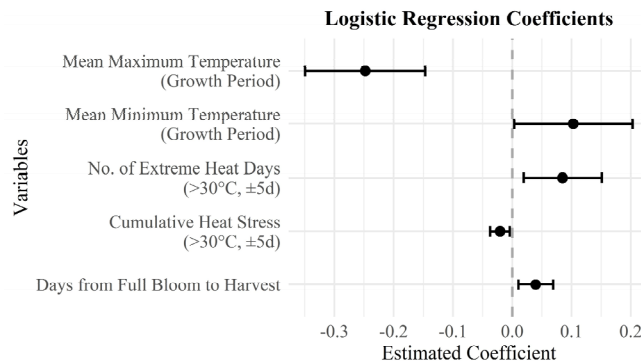 Logistic Regression Coefficients
Mean Maximum Temperature
(Growth Period)
Mean Minimum Temperature
(Growth Period)
No. of Extreme Heat Days
(>30°C, ±5d)
Cumulative Heat Stress
(>30°C, ±5d)
Days from Full Bloom to Harvest
Variables
-0.3 -0.2 -0.1 0.0 0.1 0.2
Estimated Coefficient